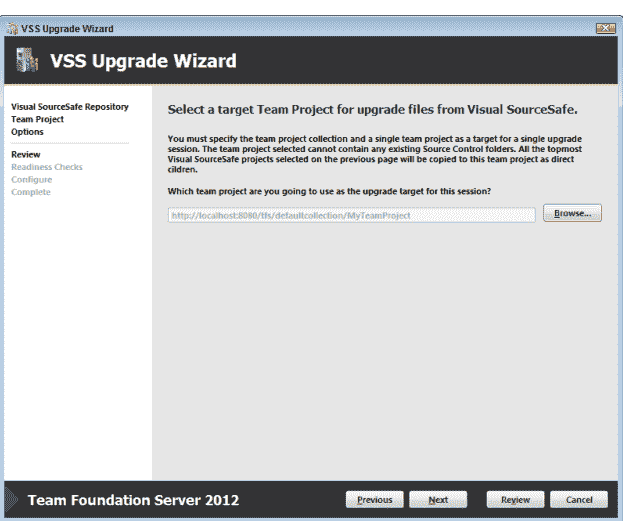 VSS Upgrade Wizard
VSS Upgrade Wizard
Visual SourceSafe Repository
Team Project
Options
Review
Readiness Checks
Configure
Complete
Select a target Team Project for upgrade files from Visual SourceSafe.
You must specify the team project collection and a single team project as a target for a single upgrade
session. The team project selected cannot contain any existing Source Control folders. All the topmost
Visual SourceSafe projects selected on the previous page will be copied to this team project as direct
cildren.
Which team project are you going to use as the upgrade target for this session?
http://localhost:8080/tfs/defaultcollection/MyTeamProject
Browse...
Team Foundation Server 2012
Previous
Next
Review
Cancel